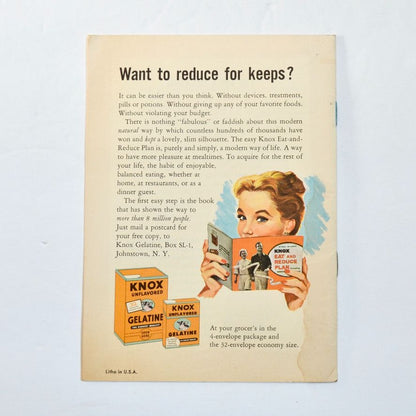 Want to reduce for keeps?
It can be easier than you think. Without devices, treatments,
pills or potions. Without giving up any of your favorite foods.
Without violating your budget.
There is nothing "fabulous" or faddish about this modern
natural way by which countless hundreds of thousands have
won and kept a lovely, slim silhouette. The easy Knox Eat-and-
Reduce Plan is, purely and simply, a modern way of life. A way
to have more pleasure at mealtimes. To acquire for the rest of
your life, the habit of enjoyable,
balanced eating, whether at
home, at restaurants, or as a
dinner guest.
The first easy step is the book
that has shown the way to
more than 8 million people.
Just mail a postcard for
your free copy, to
Knox Gelatine, Box SL-1,
Johnstown, N. Y.
KNOX
EAT AND
REDUCE
PLAN
KNOX
UNFLAVORED
GELATINE
KNOX
UNFLAVORED
GELATINE
At your grocer's in the
4-envelope package and
the 32-envelope economy size.
Litho in U.S.A.